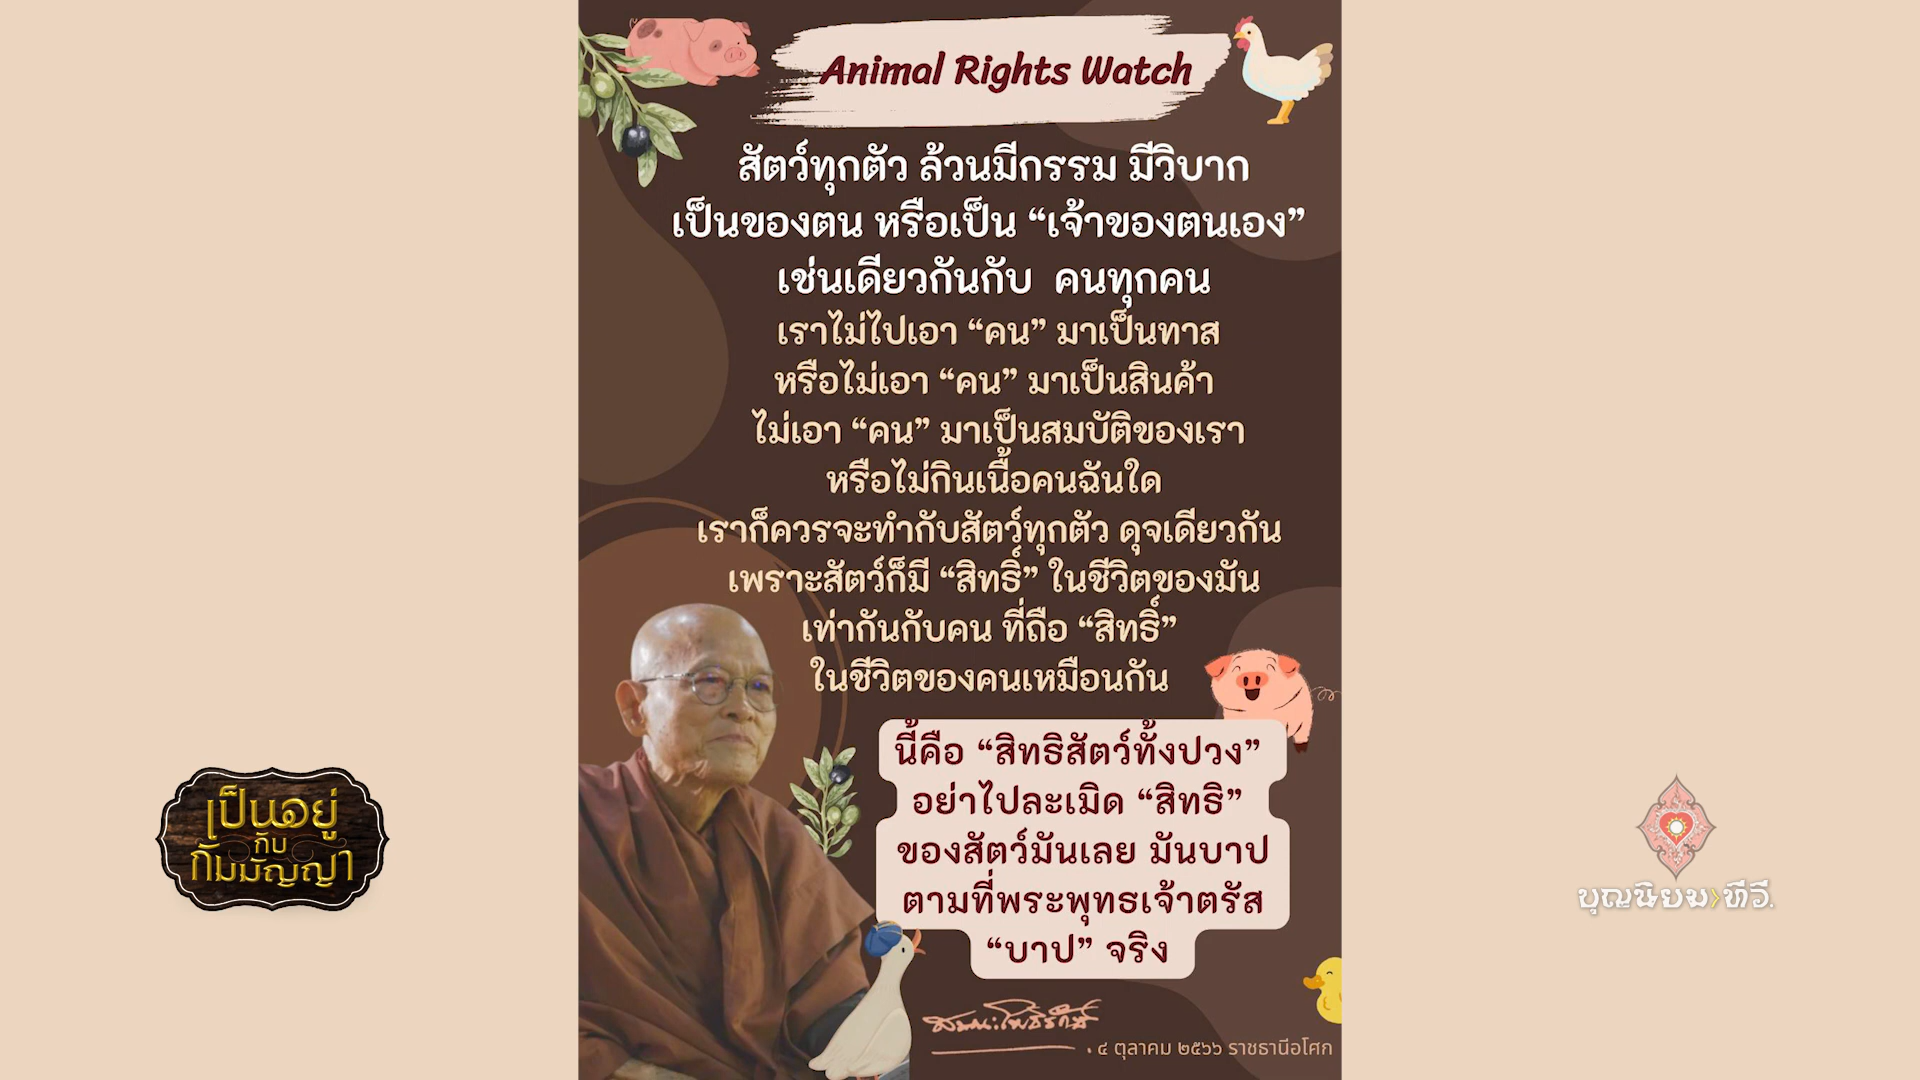 Animal Rights Watch
สัตว์ทุกตัว ล้วนมีกรรม มีวิบาก
เป็นของตน หรือเป็น “เจ้าของตนเอง”
เช่นเดียวกันกับ คนทุกคน
เราไม่ไปเอา “คน” มาเป็นทาส
หรือไม่เอา “คน” มาเป็นสินค้า
ไม่เอา “คน” มาเป็นสมบัติของเรา
หรือไม่กินเนื้อคนฉันใด
เราก็ควรจะทำกับสัตว์ทุกตัว ดุจเดียวกัน
เพราะสัตว์ก็มี “สิทธิ์” ในชีวิตของมัน
เท่ากันกับคน ที่ถือ “สิทธิ์”
ในชีวิตของคนเหมือนกัน
นี้คือ “สิทธิสัตว์ทั้งปวง”
อย่าไปละเมิด “สิทธิ”
ของสัตว์มันเลย มันบาป
ตามที่พระพุทธเจ้าตรัส
“บาป” จริง
สมณะโพธิรักษ์
๔ ตุลาคม ๒๕๖๖ ราชธานีอโศก
เป็นอยู่
กับ
กัมมัญญา
บุญนิยม>ทีวี.